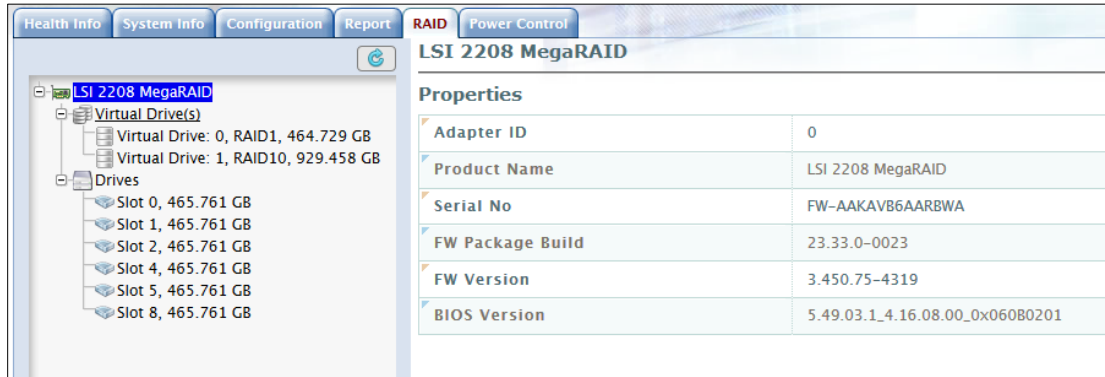 Health Info System Info Configuration Report RAID Power Control
LSI 2208 MegaRAID
Virtual Drive(s)
Virtual Drive: 0, RAID1, 464.729 GB
Virtual Drive: 1, RAID10, 929.458 GB
Drives
Slot 0, 465.761 GB
Slot 1, 465.761 GB
Slot 2, 465.761 GB
Slot 4, 465.761 GB
Slot 5, 465.761 GB
Slot 8, 465.761 GB
LSI 2208 MegaRAID
Properties
Adapter ID 0
Product Name LSI 2208 MegaRAID
Serial No FW-AAKAVB6AARBWA
FW Package Build 23.33.0-0023
FW Version 3.450.75-4319
BIOS Version 5.49.03.1_4.16.08.00_0x060B0201